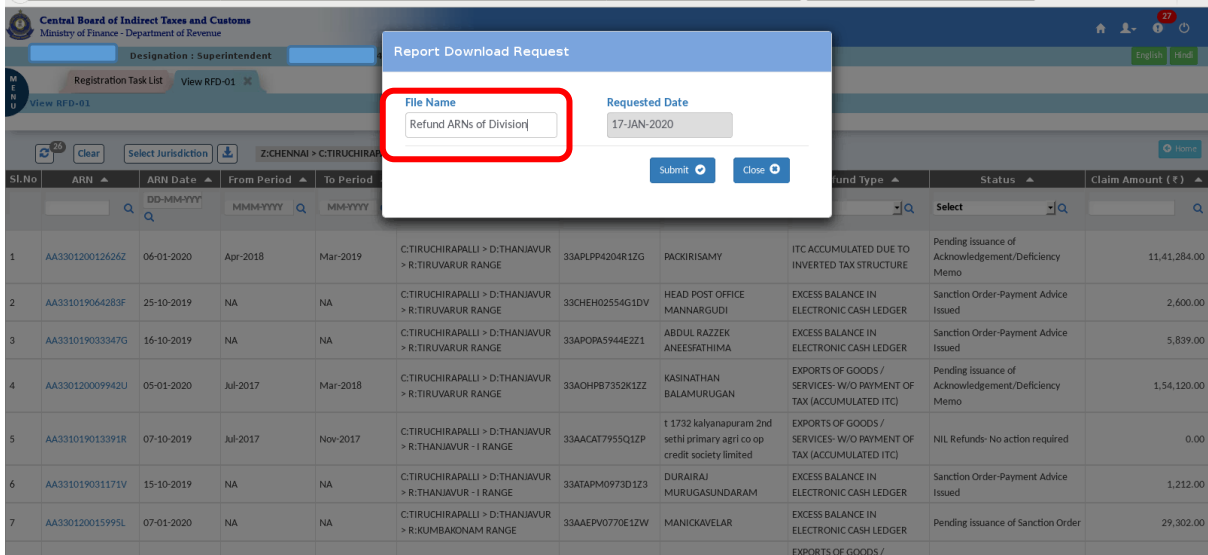 Central Board of Indirect Taxes and Customs
Ministry of Finance - Department of Revenue
27
Designation : Superintendent
English Hindi
MENU
Registration Task List View RFD-01
View RFD-01
Report Download Request
File Name Requested Date
Refund ARNs of Division 17-JAN-2020
Submit Close
26 Clear Select Jurisdiction Z:CHENNAI > C:TIRUCHIRAP Home
Sl.No ARN ARN Date From Period To Period fund Type Status Claim Amount (₹)
DD-MM-YYY MMM-YYYY MM-YYYY Select
1 AA330120012626Z 06-01-2020 Apr-2018 Mar-2019 C:TIRUCHIRAPALLI > D:THANJAVUR > R:TIRUVARUR RANGE 33APLPP4204R1ZG PACKIRISAMY ITC ACCUMULATED DUE TO INVERTED TAX STRUCTURE Pending issuance of Acknowledgement/Deficiency Memo 11,41,284.00
2 AA331019064283F 25-10-2019 NA NA C:TIRUCHIRAPALLI > D:THANJAVUR > R:TIRUVARUR RANGE 33CHEH02554G1DV HEAD POST OFFICE MANNARGUDI EXCESS BALANCE IN ELECTRONIC CASH LEDGER Sanction Order-Payment Advice Issued 2,600.00
3 AA331019033347G 16-10-2019 NA NA C:TIRUCHIRAPALLI > D:THANJAVUR > R:TIRUVARUR RANGE 33APOPA5944E2Z1 ABDUL RAZZEK ANEESFATHIMA EXCESS BALANCE IN ELECTRONIC CASH LEDGER Sanction Order-Payment Advice Issued 5,839.00
4 AA330120009942U 05-01-2020 Jul-2017 Mar-2018 C:TIRUCHIRAPALLI > D:THANJAVUR > R:TIRUVARUR RANGE 33AOHPB7352K1ZZ KASINATHAN BALAMURUGAN EXPORTS OF GOODS / SERVICES- W/O PAYMENT OF TAX (ACCUMULATED ITC) Pending issuance of Acknowledgement/Deficiency Memo 1,54,120.00
5 AA331019013391R 07-10-2019 Jul-2017 Nov-2017 C:TIRUCHIRAPALLI > D:THANJAVUR > R:THANJAVUR - I RANGE 33AACAT7955Q1ZP t 1732 kalyanapuram 2nd sethi primary agri co op credit society limited EXPORTS OF GOODS / SERVICES- W/O PAYMENT OF TAX (ACCUMULATED ITC) NIL Refunds- No action required 0.00
6 AA331019031171V 15-10-2019 NA NA C:TIRUCHIRAPALLI > D:THANJAVUR > R:THANJAVUR - I RANGE 33ATAPM0973D1Z3 DURAIRAJ MURUGASUNDARAM EXCESS BALANCE IN ELECTRONIC CASH LEDGER Sanction Order-Payment Advice Issued 1,212.00
7 AA330120015995L 07-01-2020 NA NA C:TIRUCHIRAPALLI > D:THANJAVUR > R:KUMBAKONAM RANGE 33AAEPV0770E1ZW MANICKAVELAR EXCESS BALANCE IN ELECTRONIC CASH LEDGER Pending issuance of Sanction Order 29,302.00
EXPORTS OF GOODS /